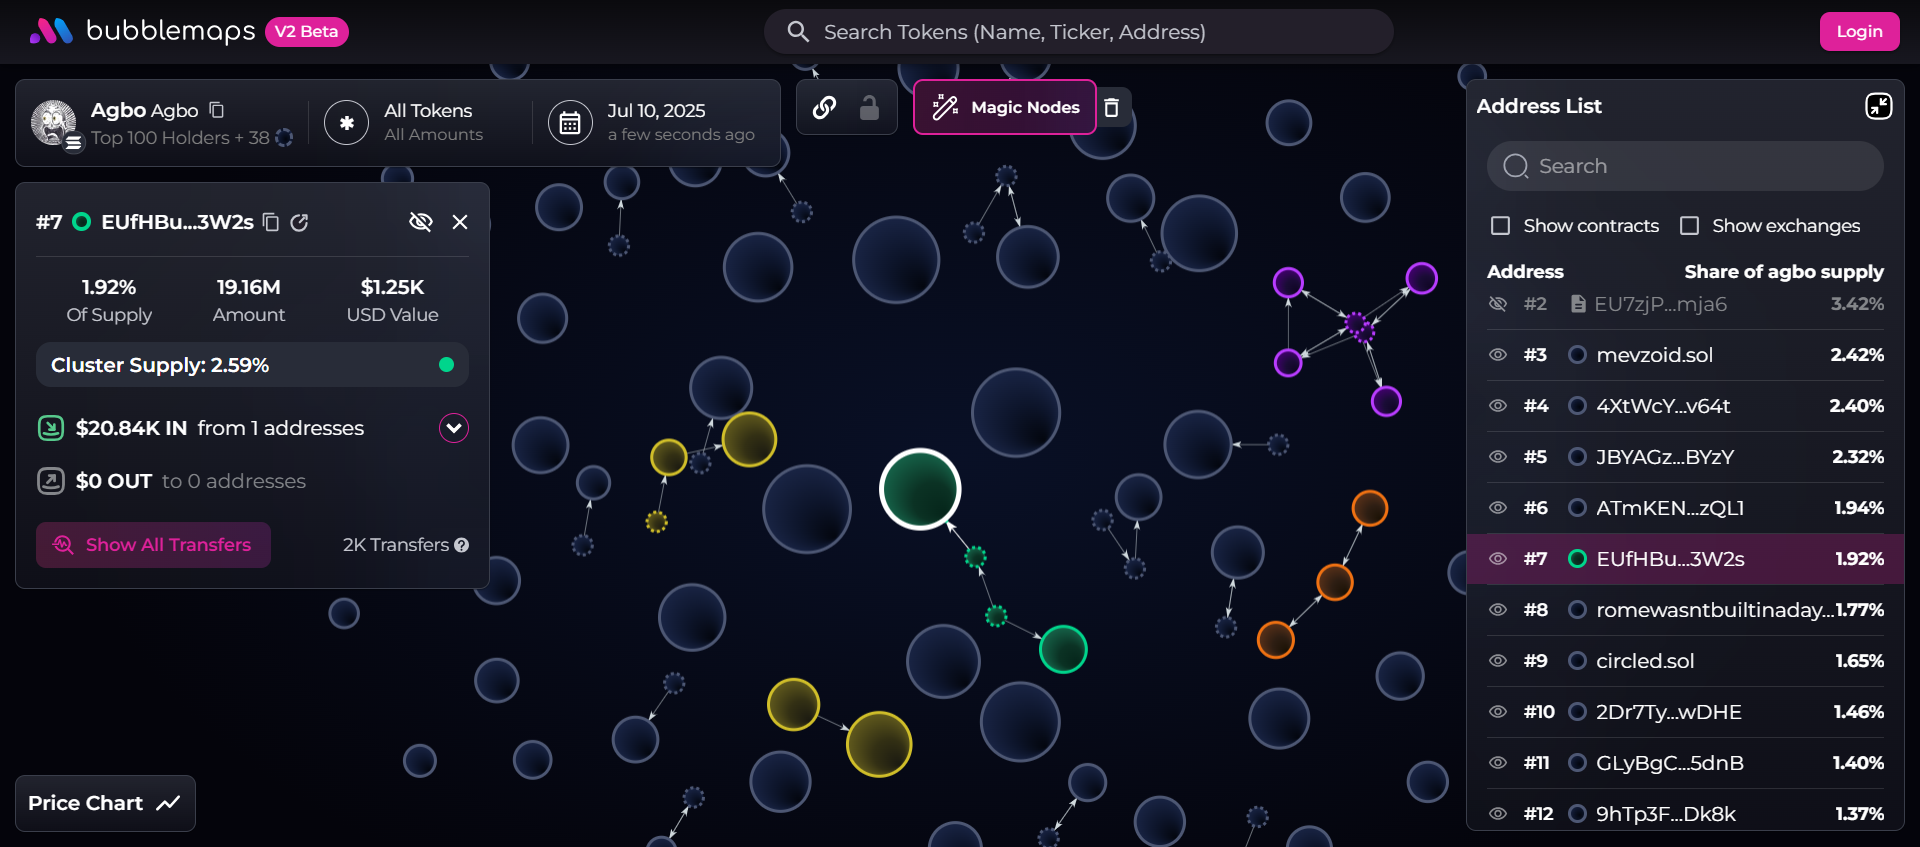 bubblemaps V2 Beta
Search Tokens (Name, Ticker, Address)
Login
Agbo Agbo
Top 100 Holders + 38
All Tokens
All Amounts
Jul 10, 2025
a few seconds ago
Magic Nodes
#7 EUfHBu...3W2s
1.92% 19.16M $1.25K
Of Supply Amount USD Value
Cluster Supply: 2.59%
$20.84K IN from 1 addresses
$0 OUT to 0 addresses
Show All Transfers 2K Transfers
Price Chart
Address List
Search
Show contracts Show exchanges
Address Share of agbo supply
#2 EU7zjP...mja6 3.42%
#3 mevzoid.sol 2.42%
#4 4XtWcY...v64t 2.40%
#5 JBYAGz...BYzY 2.32%
#6 ATmKEN...zQL1 1.94%
#7 EUfHBu...3W2s 1.92%
#8 romewasntbuiltinaday... 1.77%
#9 circled.sol 1.65%
#10 2Dr7Ty...wDHE 1.46%
#11 GLyBgC...5dnB 1.40%
#12 9hTp3F...Dk8k 1.37%